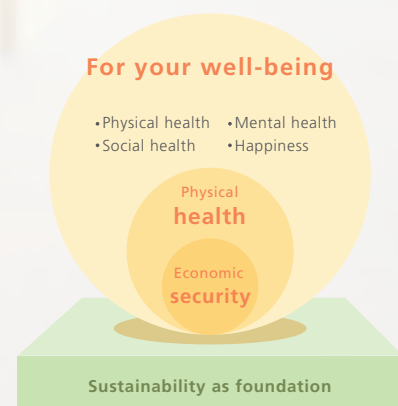 For your well-being
•Physical health •Mental health
•Social health •Happiness
Physical
health
Economic
security
Sustainability as foundation